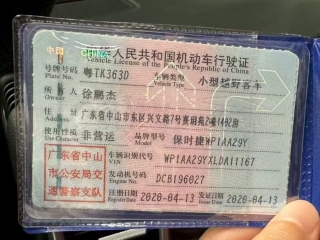 中华人民共和国机动车行驶证
Vehicle License of the People's Republic of China
号牌号码 粤TK363D 车辆类型 小型越野客车
Plate No. Vehicle Type
所有人 徐鹏杰
Owner
住址 广东省中山市东区兴文路7号喜朋苑2幢1402房
使用性质 非营运 品牌型号 保时捷WP1AA29Y
Use Character Model
广东省中山市公安局交通警察支队
车辆识别代号 WP1AA29YXLDA11167
VIN
发动机号码 DCB196027
Engine No.
注册日期 2020-04-13 发证日期 2020-04-13
Register Date Issue Date